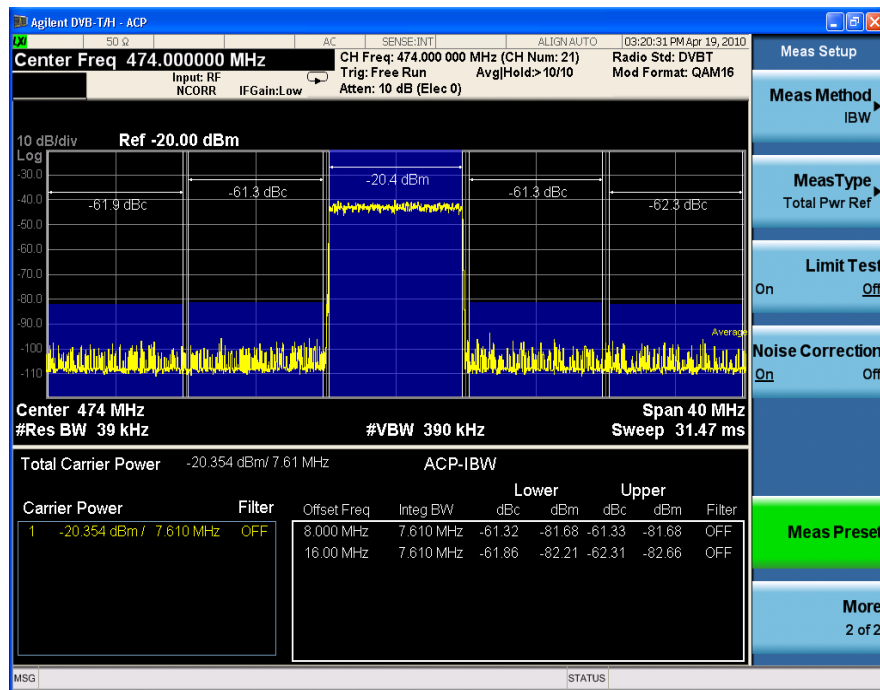 Agilent DVB-T/H - ACP
LXI 50 Ω AC SENSE:INT ALIGN AUTO 03:20:31 PM Apr 19, 2010
Center Freq 474.000000 MHz
Input: RF
NCORR IFGain:Low
CH Freq: 474.000 000 MHz (CH Num: 21)
Trig: Free Run Avg|Hold:>10/10
Atten: 10 dB (Elec 0)
Radio Std: DVBT
Mod Format: QAM16
10 dB/div Ref -20.00 dBm
Log
-30.0
-40.0
-50.0
-60.0
-70.0
-80.0
-90.0
-100
-110
-61.9 dBc
-61.3 dBc
-20.4 dBm
-61.3 dBc
-62.3 dBc
Average
Center 474 MHz Span 40 MHz
#Res BW 39 kHz #VBW 390 kHz Sweep 31.47 ms
Total Carrier Power -20.354 dBm/ 7.61 MHz ACP-IBW
Carrier Power Filter
1 -20.354 dBm / 7.610 MHz OFF
Lower Upper
Offset Freq Integ BW dBc dBm dBc dBm Filter
8.000 MHz 7.610 MHz -61.32 -81.68 -61.33 -81.68 OFF
16.00 MHz 7.610 MHz -61.86 -82.21 -62.31 -82.66 OFF
MSG STATUS
Meas Setup
Meas Method
IBW
MeasType
Total Pwr Ref
Limit Test
On Off
Noise Correction
On Off
Meas Preset
More
2 of 2